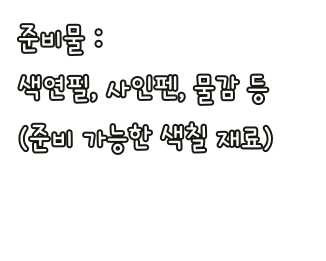 준비물 :
색연필, 사인펜, 물감 등
(준비 가능한 색칠 재료)